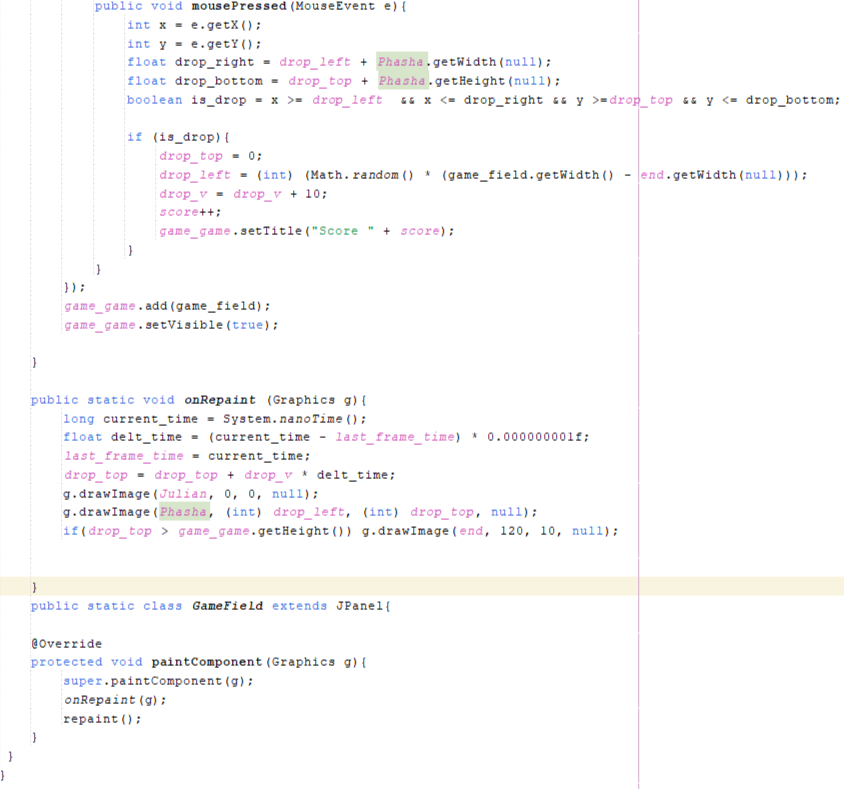 public void mousePressed(MouseEvent e){
int x = e.getX();
int y = e.getY();
float drop_right = drop_left + Phasha.getWidth(null);
float drop_bottom = drop_top + Phasha.getHeight(null);
boolean is_drop = x >= drop_left  && x <= drop_right && y >=drop_top && y <= drop_bottom;
if (is_drop){
drop_top = 0;
drop_left = (int) (Math.random() * (game_field.getWidth() - end.getWidth(null)));
drop_v = drop_v + 10;
score++;
game_game.setTitle("Score " + score);
}
}
});
game_game.add(game_field);
game_game.setVisible(true);
}
public static void onRepaint (Graphics g){
long current_time = System.nanoTime();
float delt_time = (current_time - last_frame_time) * 0.000000001f;
last_frame_time = current_time;
drop_top = drop_top + drop_v * delt_time;
g.drawImage(Julian, 0, 0, null);
g.drawImage(Phasha, (int) drop_left, (int) drop_top, null);
if(drop_top > game_game.getHeight()) g.drawImage(end, 120, 10, null);
}
public static class GameField extends JPanel{
@Override
protected void paintComponent(Graphics g){
super.paintComponent(g);
onRepaint(g);
repaint();
}
}
}